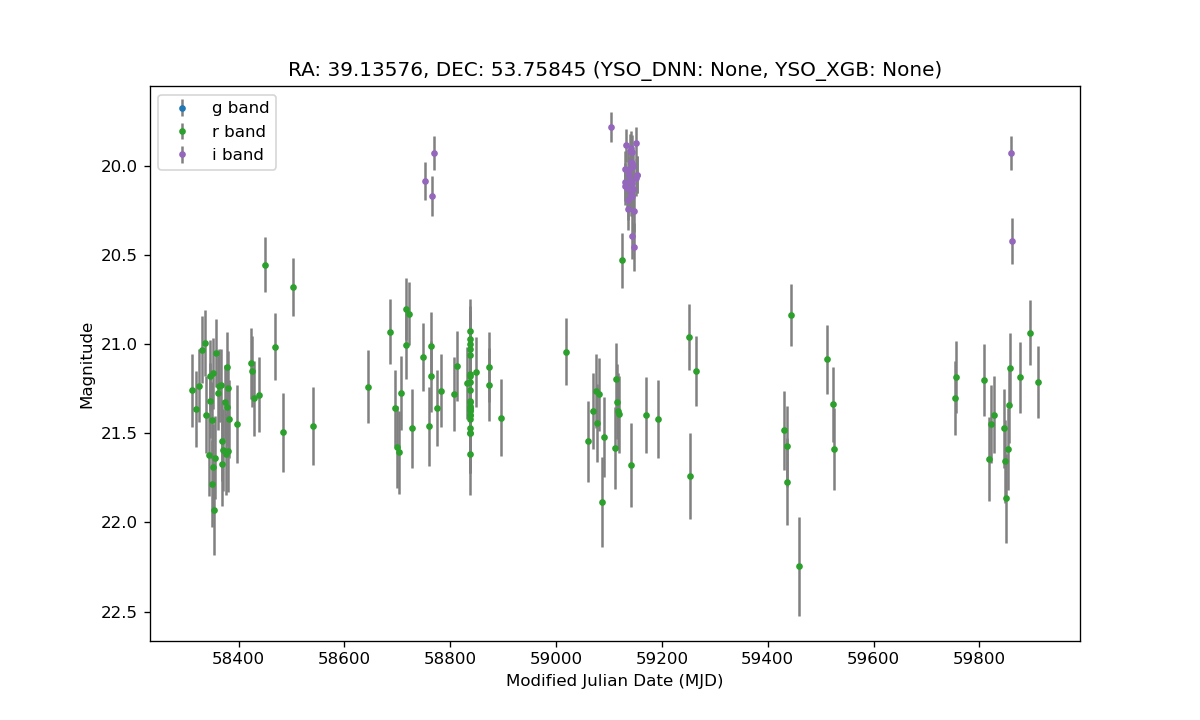 RA: 39.13576, DEC: 53.75845 (YSO_DNN: None, YSO_XGB: None)
g band
r band
i band
20.0
20.5
21.0
21.5
22.0
22.5
Magnitude
58400 58600 58800 59000 59200 59400 59600 59800
Modified Julian Date (MJD)